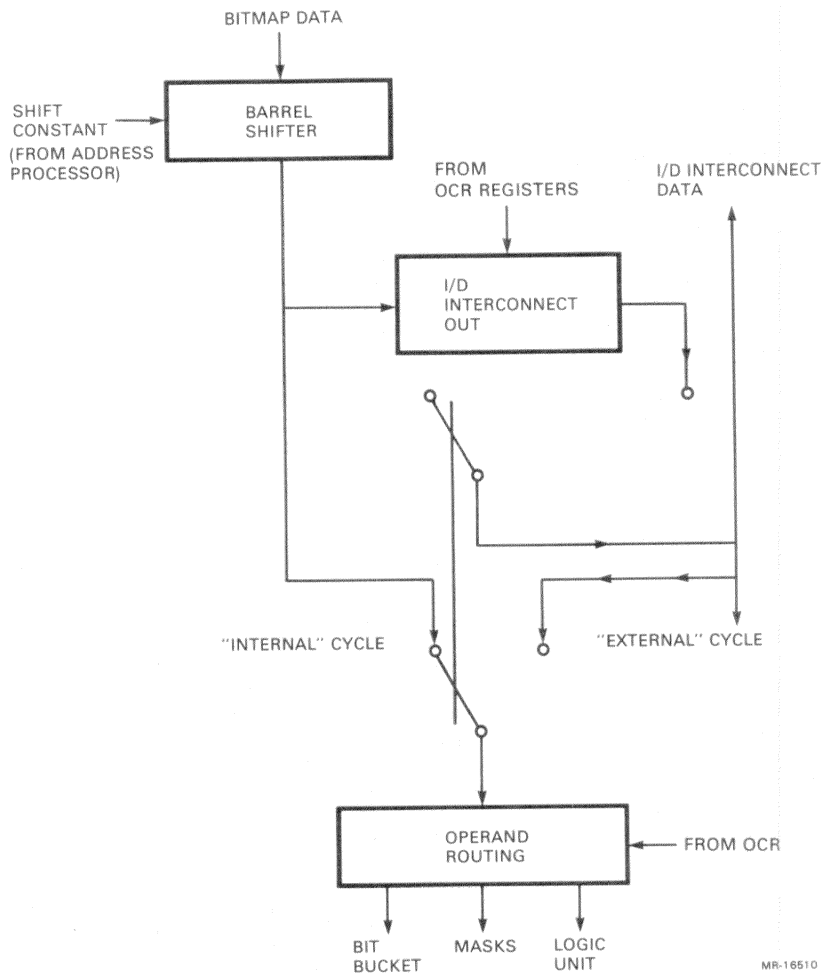 BITMAP DATA
SHIFT
CONSTANT
(FROM ADDRESS
PROCESSOR)
BARREL
SHIFTER
FROM
OCR REGISTERS
I/D INTERCONNECT
DATA
I/D
INTERCONNECT
OUT
"INTERNAL" CYCLE
"EXTERNAL" CYCLE
OPERAND
ROUTING
FROM OCR
BIT
BUCKET
MASKS
LOGIC
UNIT
MR-16510